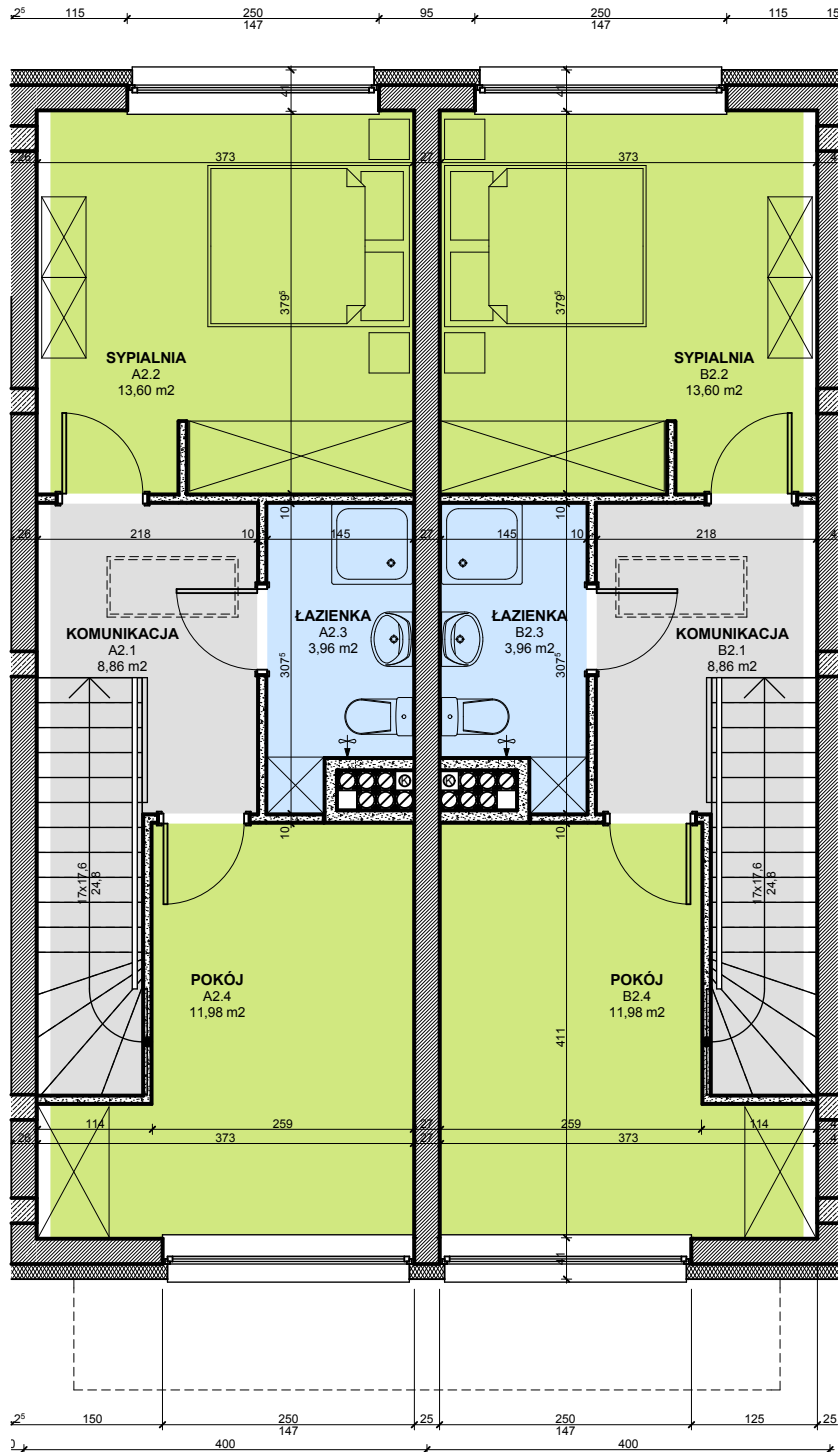 2⁵ 115 250 95 250 115 15
147 147
41 41
26 373 27 373 4
379⁵ 379⁵
SYPIALNIA
A2.2
13,60 m2
SYPIALNIA
B2.2
13,60 m2
10 10
26 218 10 145 27 145 10 218 4
KOMUNIKACJA
A2.1
8,86 m2
ŁAZIENKA
A2.3
3,96 m2
ŁAZIENKA
B2.3
3,96 m2
KOMUNIKACJA
B2.1
8,86 m2
307⁵ 307⁵
K K
10 10
17x17,6
24,8
17x17,6
24,8
POKÓJ
A2.4
11,98 m2
POKÓJ
B2.4
11,98 m2
411
114 259 27 259 114 4
26 373 27 373 4
41
2⁵ 150 250 25 250 125 25
147 147
400 400